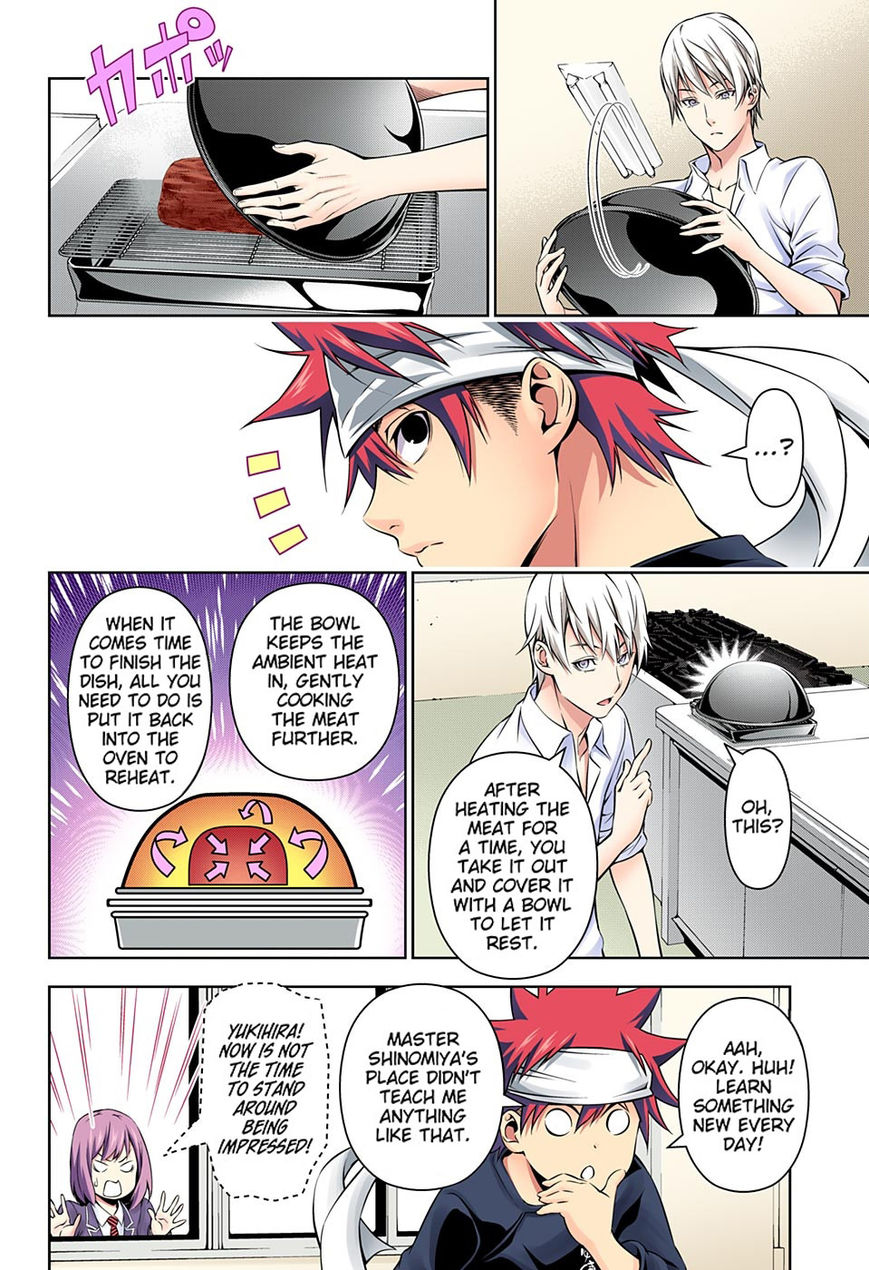 カポッ
…?
OH,
THIS?
AFTER
HEATING THE
MEAT FOR
A TIME, YOU
TAKE IT OUT
AND COVER IT
WITH A BOWL
TO LET IT
REST.
THE BOWL
KEEPS THE
AMBIENT HEAT
IN, GENTLY
COOKING
THE MEAT
FURTHER.
WHEN IT
COMES TIME
TO FINISH THE
DISH, ALL YOU
NEED TO DO IS
PUT IT BACK
INTO THE
OVEN TO
REHEAT.
AAH,
OKAY. HUH!
LEARN
SOMETHING
NEW EVERY
DAY!
MASTER
SHINOMIYA'S
PLACE DIDN'T
TEACH ME
ANYTHING
LIKE THAT.
YUKIHIRA!
NOW IS NOT
THE TIME
TO STAND
AROUND
BEING
IMPRESSED!